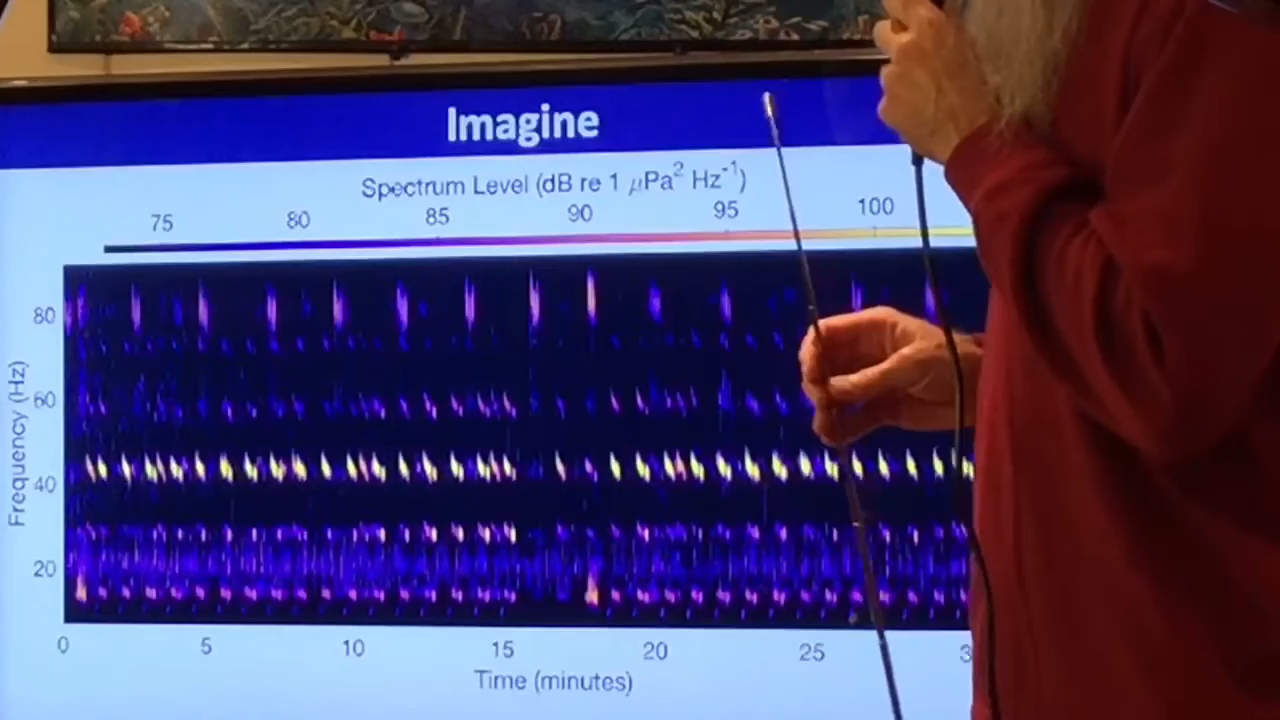 Imagine
Spectrum Level (dB re 1 μPa² Hz⁻¹)
75 80 85 90 95 100
80
60
40
20
Frequency (Hz)
0 5 10 15 20 25 3
Time (minutes)